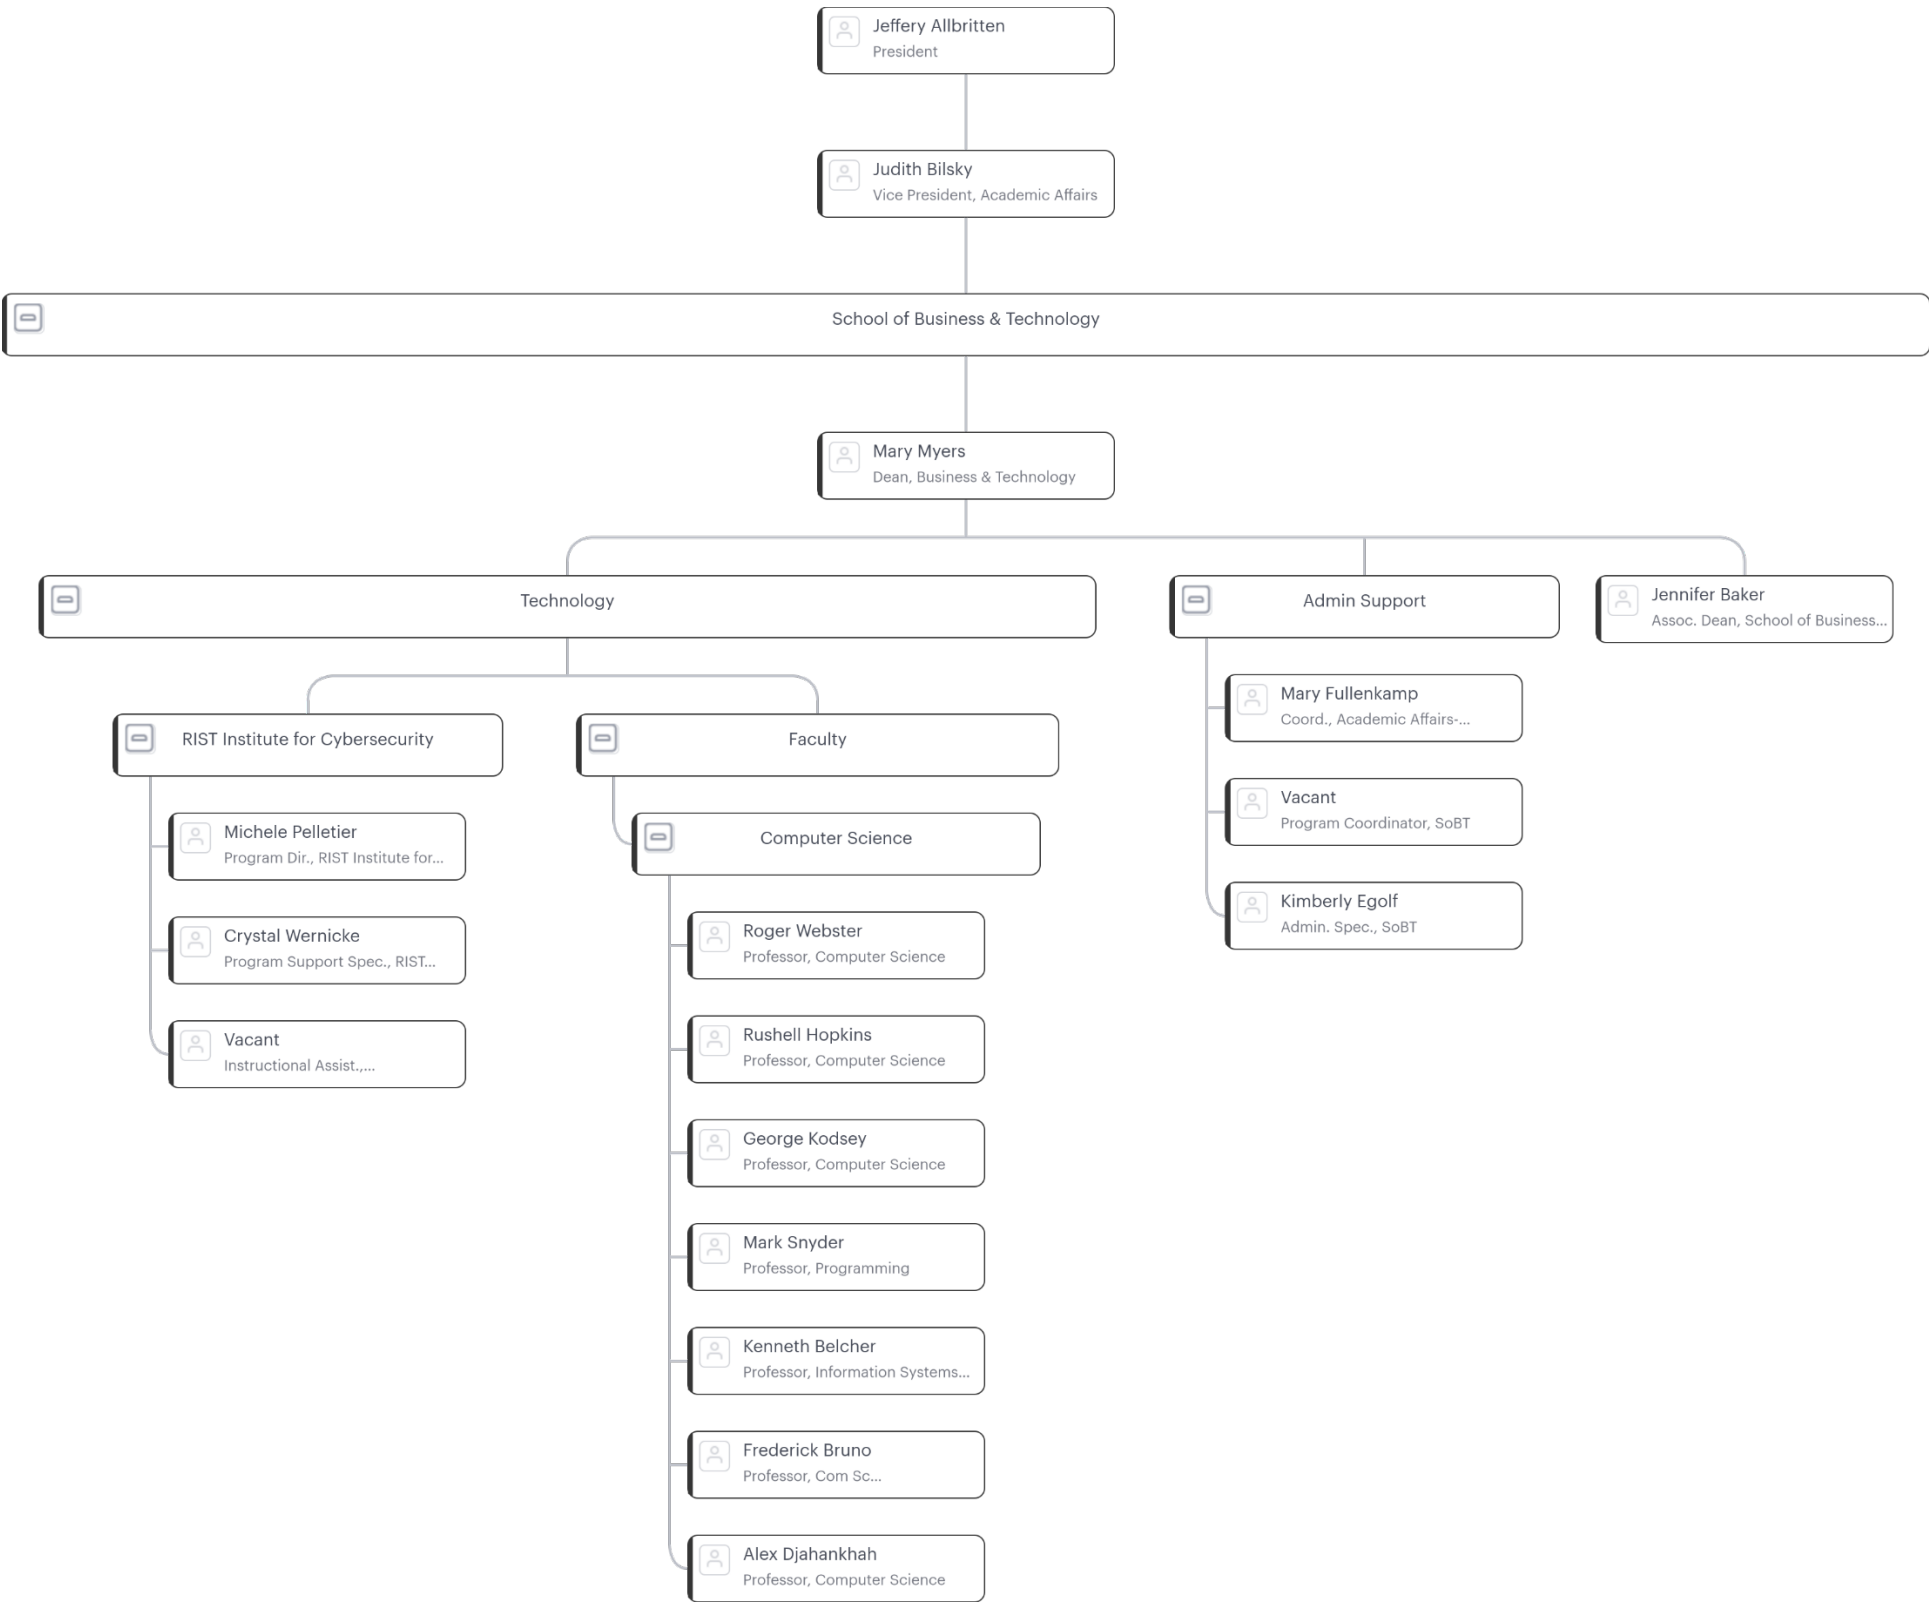 Jeffery Allbritten
President
Judith Bilsky
Vice President, Academic Affairs
School of Business & Technology
Mary Myers
Dean, Business & Technology
Technology
Admin Support
Jennifer Baker
Assoc. Dean, School of Business...
RIST Institute for Cybersecurity
Michele Pelletier
Program Dir., RIST Institute for...
Crystal Wernicke
Program Support Spec., RIST...
Vacant
Instructional Assist.,...
Faculty
Computer Science
Roger Webster
Professor, Computer Science
Rushell Hopkins
Professor, Computer Science
George Kodsey
Professor, Computer Science
Mark Snyder
Professor, Programming
Kenneth Belcher
Professor, Information Systems...
Frederick Bruno
Professor, Com Sc...
Alex Djahankhah
Professor, Computer Science
Mary Fullenkamp
Coord., Academic Affairs-...
Vacant
Program Coordinator, SoBT
Kimberly Egolf
Admin. Spec., SoBT